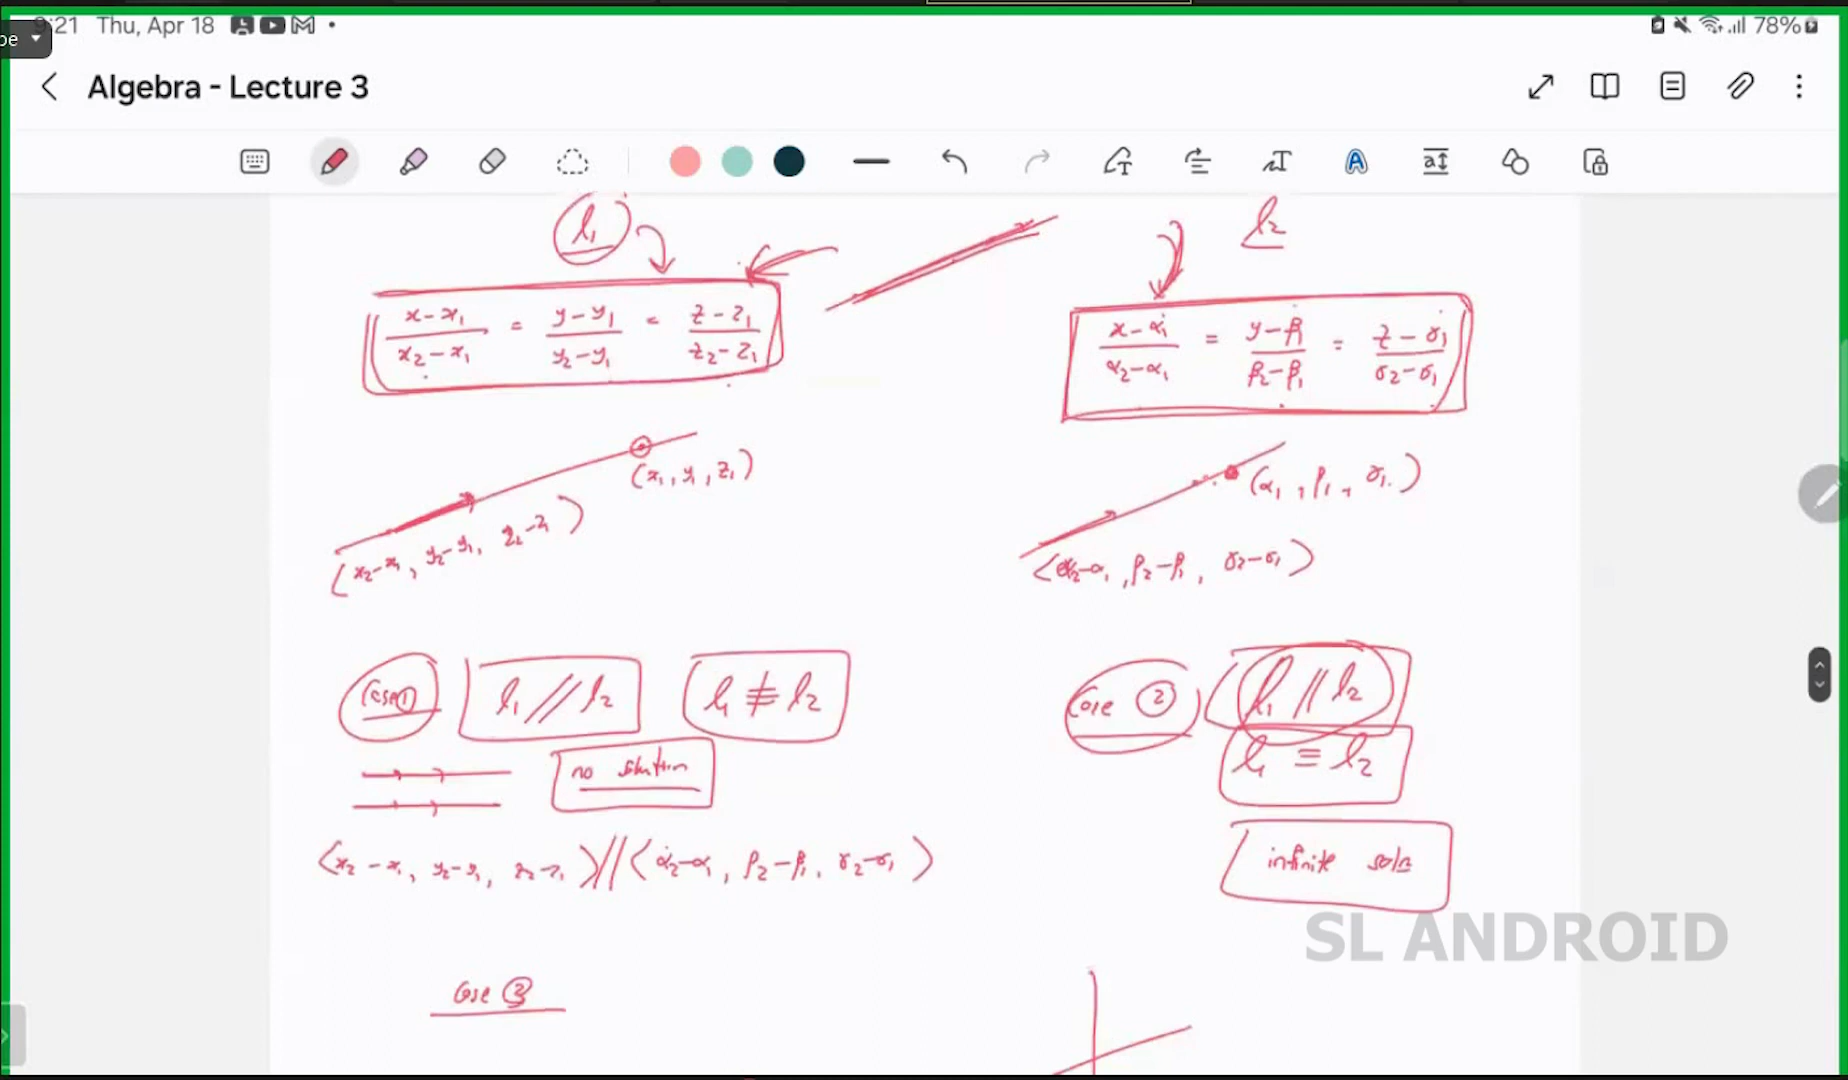 9:21 Thu, Apr 18 78%
pe
Algebra - Lecture 3
l₁ l₂
(x-x₁)/(x₂-x₁) = (y-y₁)/(y₂-y₁) = (z-z₁)/(z₂-z₁)
(x-α₁)/(α₂-α₁) = (y-β₁)/(β₂-β₁) = (z-γ₁)/(γ₂-γ₁)
(x₁, y₁, z₁)
(α₁, β₁, γ₁)
⟨x₂-x₁, y₂-y₁, z₂-z₁⟩
⟨α₂-α₁, β₂-β₁, γ₂-γ₁⟩
Case ① l₁ // l₂ l₁ ≢ l₂
Case ② l₁ // l₂
l₁ ≡ l₂
no solution
⟨x₂-x₁, y₂-y₁, z₂-z₁⟩ // ⟨α₂-α₁, β₂-β₁, γ₂-γ₁⟩
infinite solns
SL ANDROID
Case ③